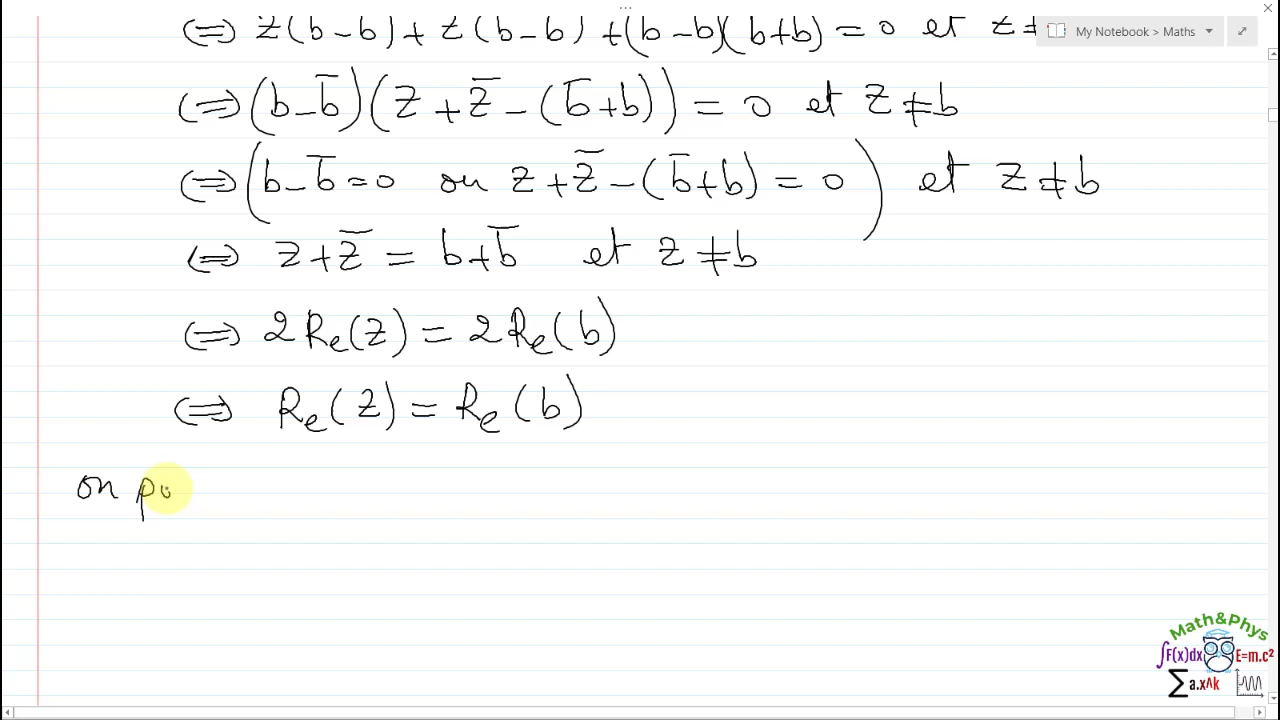 ⇔ z(b-b)+z(b-b)+(b-b)(b+b)=0 et z≠
My Notebook > Maths
⇔ (b-b̄)(z+z̄-(b̄+b))=0 et z≠b
⇔ (b-b̄=0 ou z+z̄-(b̄+b)=0) et z≠b
⇔ z+z̄=b+b̄ et z≠b
⇔ 2Re(z)=2Re(b)
⇔ Re(z)=Re(b)
on po
Math&Phys
∫F(x)dx E=m.c²
∑ a.x^k